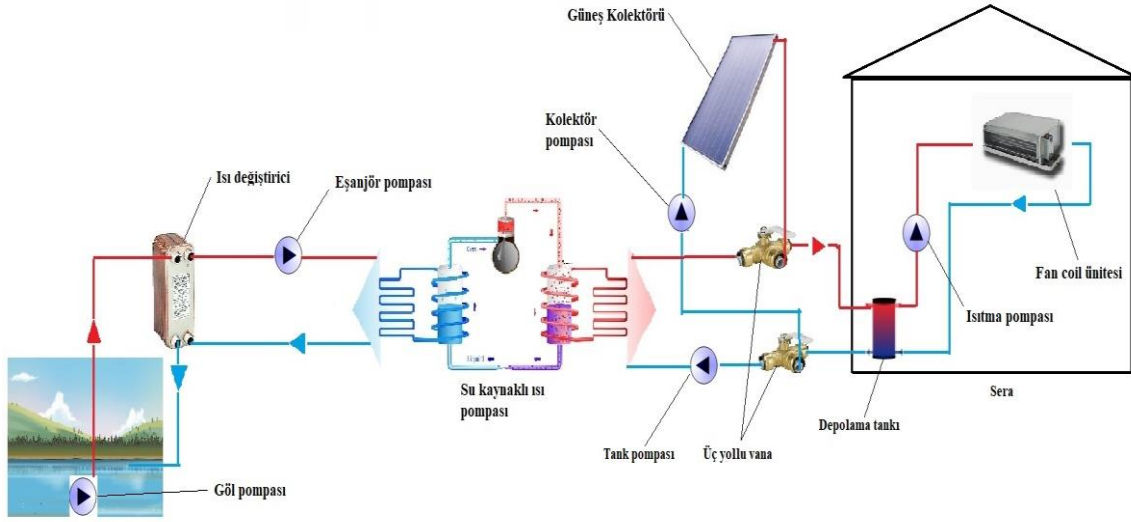 Güneş Kolektörü
Kolektör
pompası
Isı değiştirici
Eşanjör pompası
Fan coil ünitesi
Isıtma pompası
Su kaynaklı ısı
pompası
Sera
Depolama tankı
Tank pompası
Üç yollu vana
Göl pompası